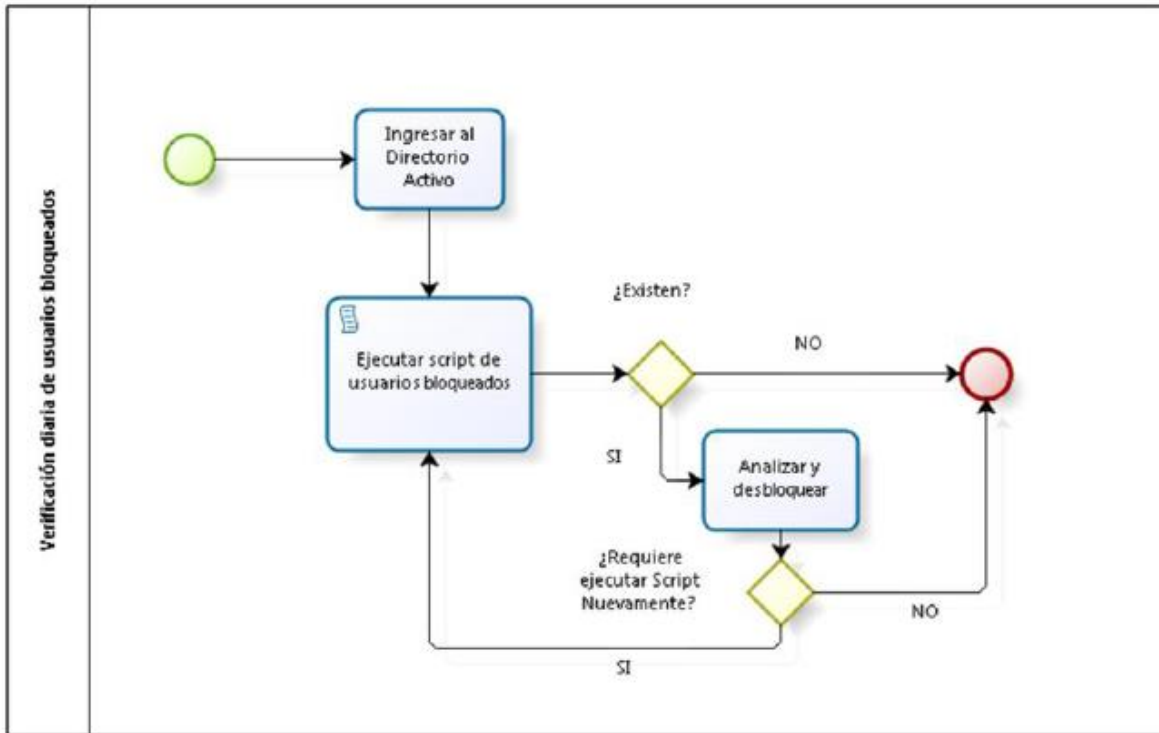 Verificación diaria de usuarios bloqueados
Ingresar al
Directorio
Activo
¿Existen?
Ejecutar script de
usuarios bloqueados
NO
SI
Analizar y
desbloquear
¿Requiere
ejecutar Script
Nuevamente?
NO
SI